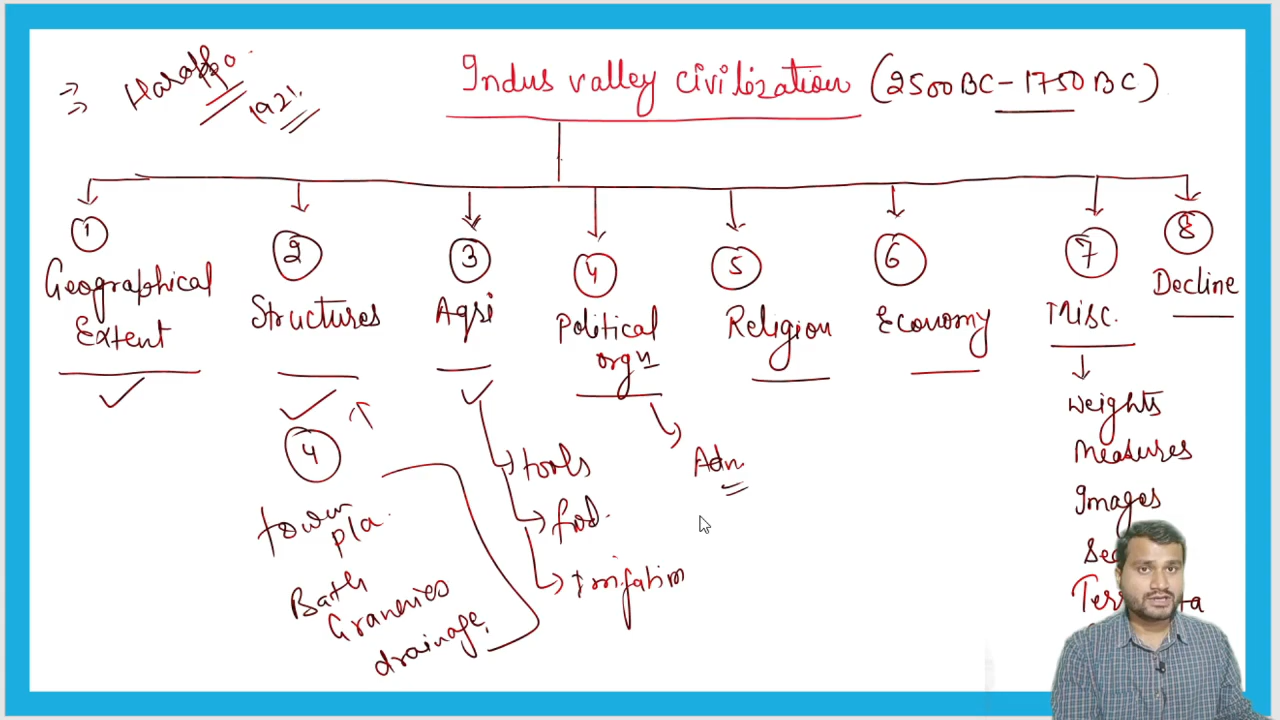 ⇒ Harappa
1921.
Indus valley civilization (2500 BC - 1750 BC)
1
Geographical
Extent
2
Structures
4
town
pla
Bath
Graneries
drainage,
3
Agri
tools
food.
Irrigation
4
Political
orgn
Adn
5
Religion
6
Economy
7
Misc.
Weights
Measures
Images
8
Decline